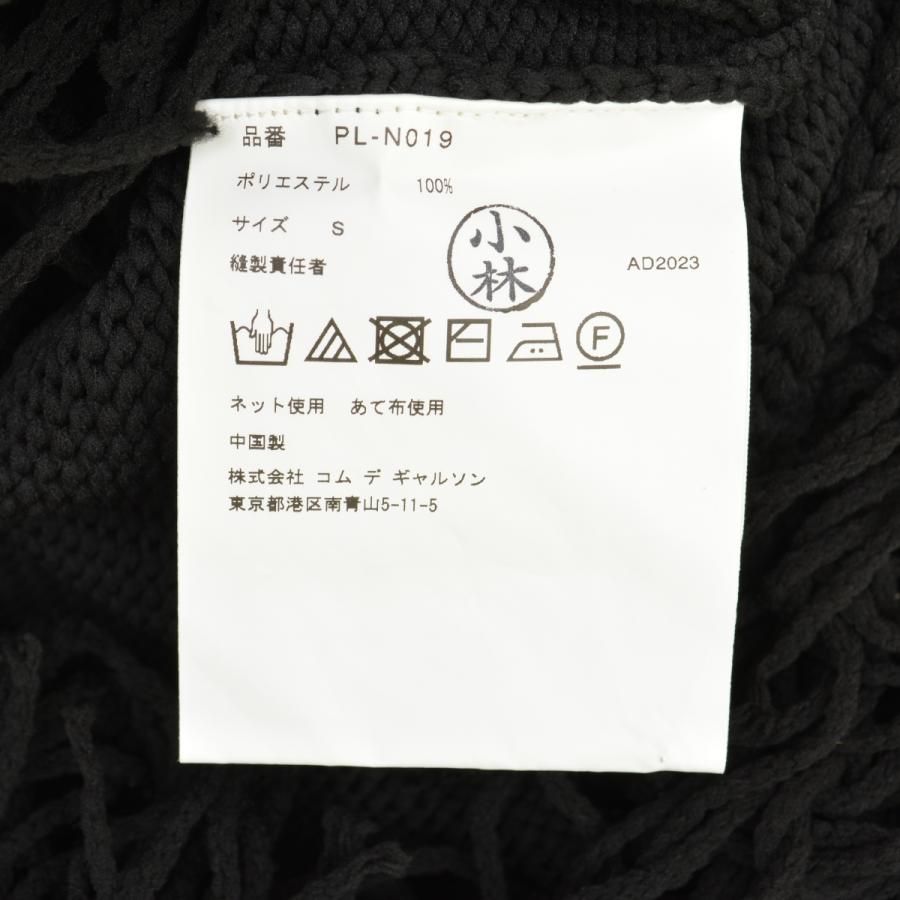 品番 PL-N019
ポリエステル 100%
サイズ S
縫製責任者 小林 AD2023
F
ネット使用 あて布使用
中国製
株式会社 コム デ ギャルソン
東京都港区南青山5-11-5